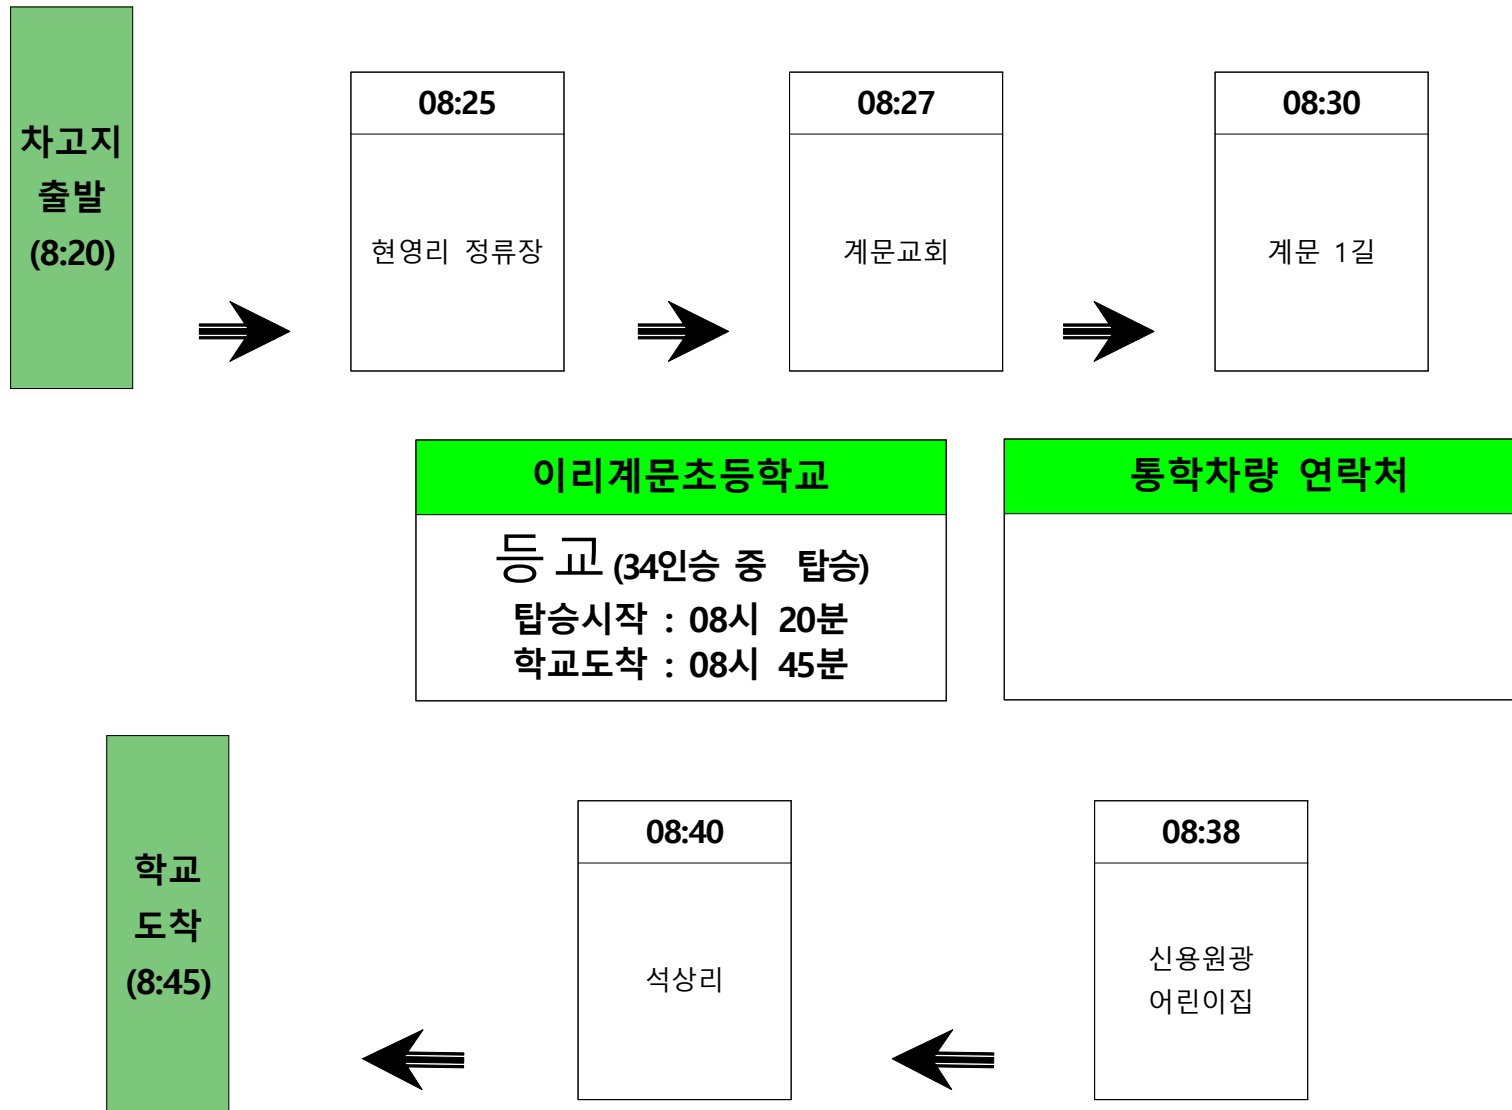 차고지
출발
(8:20)
08:25
현영리 정류장
08:27
계문교회
08:30
계문 1길
이리계문초등학교
등교(34인승 중 탑승)
탑승시작 : 08시 20분
학교도착 : 08시 45분
통학차량 연락처
학교
도착
(8:45)
08:40
석상리
08:38
신용원광
어린이집